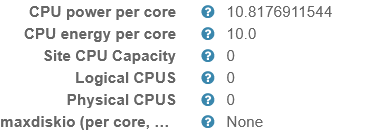 CPU power per core ? 10.8176911544
CPU energy per core ? 10.0
Site CPU Capacity ? 0
Logical CPUS ? 0
Physical CPUS ? 0
maxdiskio (per core, … ? None